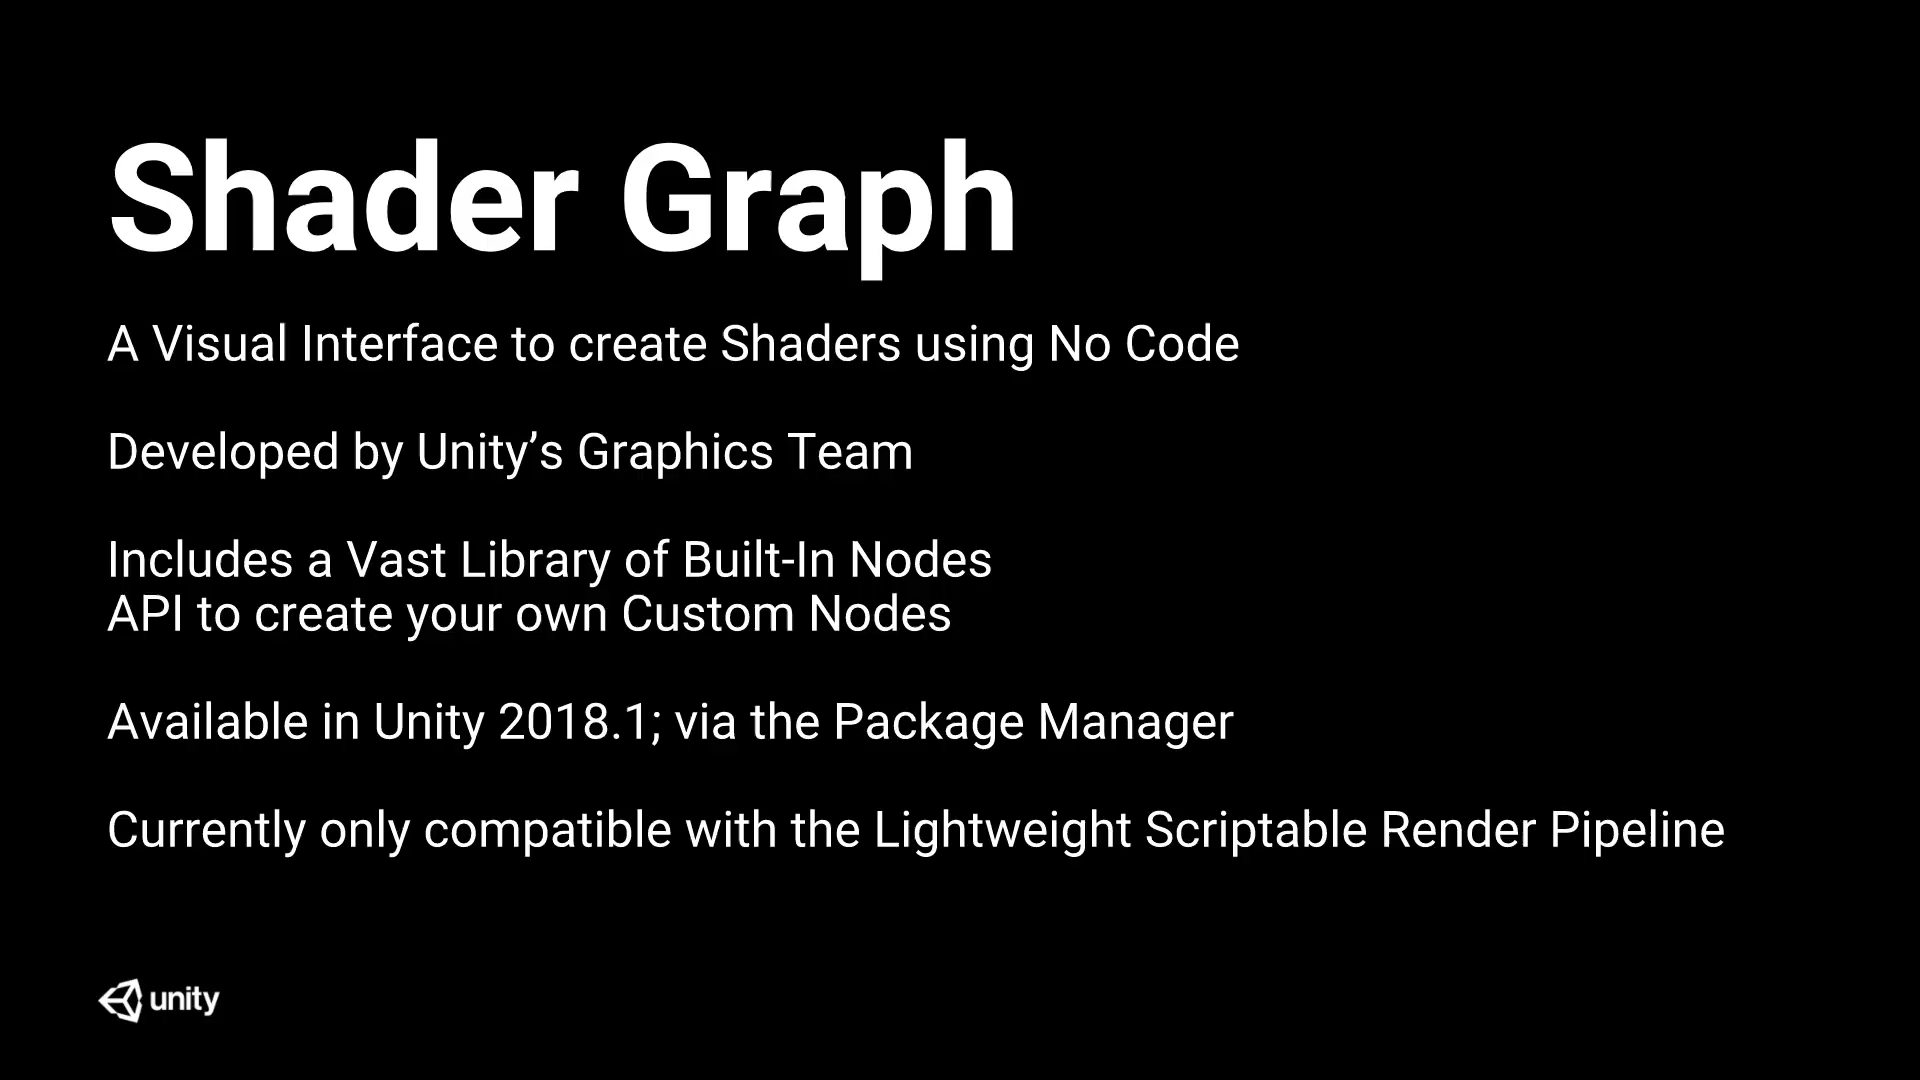 Shader Graph
A Visual Interface to create Shaders using No Code
Developed by Unity’s Graphics Team
Includes a Vast Library of Built-In Nodes
API to create your own Custom Nodes
Available in Unity 2018.1; via the Package Manager
Currently only compatible with the Lightweight Scriptable Render Pipeline
unity